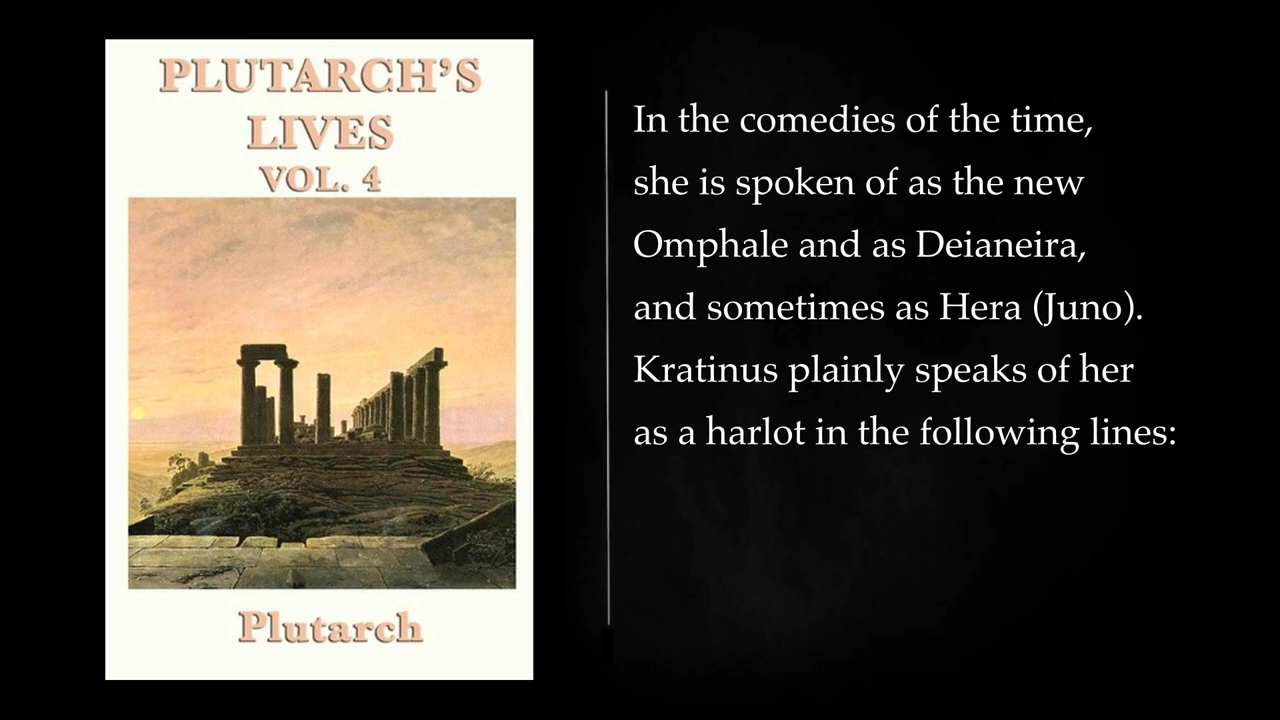 PLUTARCH'S
LIVES
VOL. 4
Plutarch
In the comedies of the time,
she is spoken of as the new
Omphale and as Deianeira,
and sometimes as Hera (Juno).
Kratinus plainly speaks of her
as a harlot in the following lines: